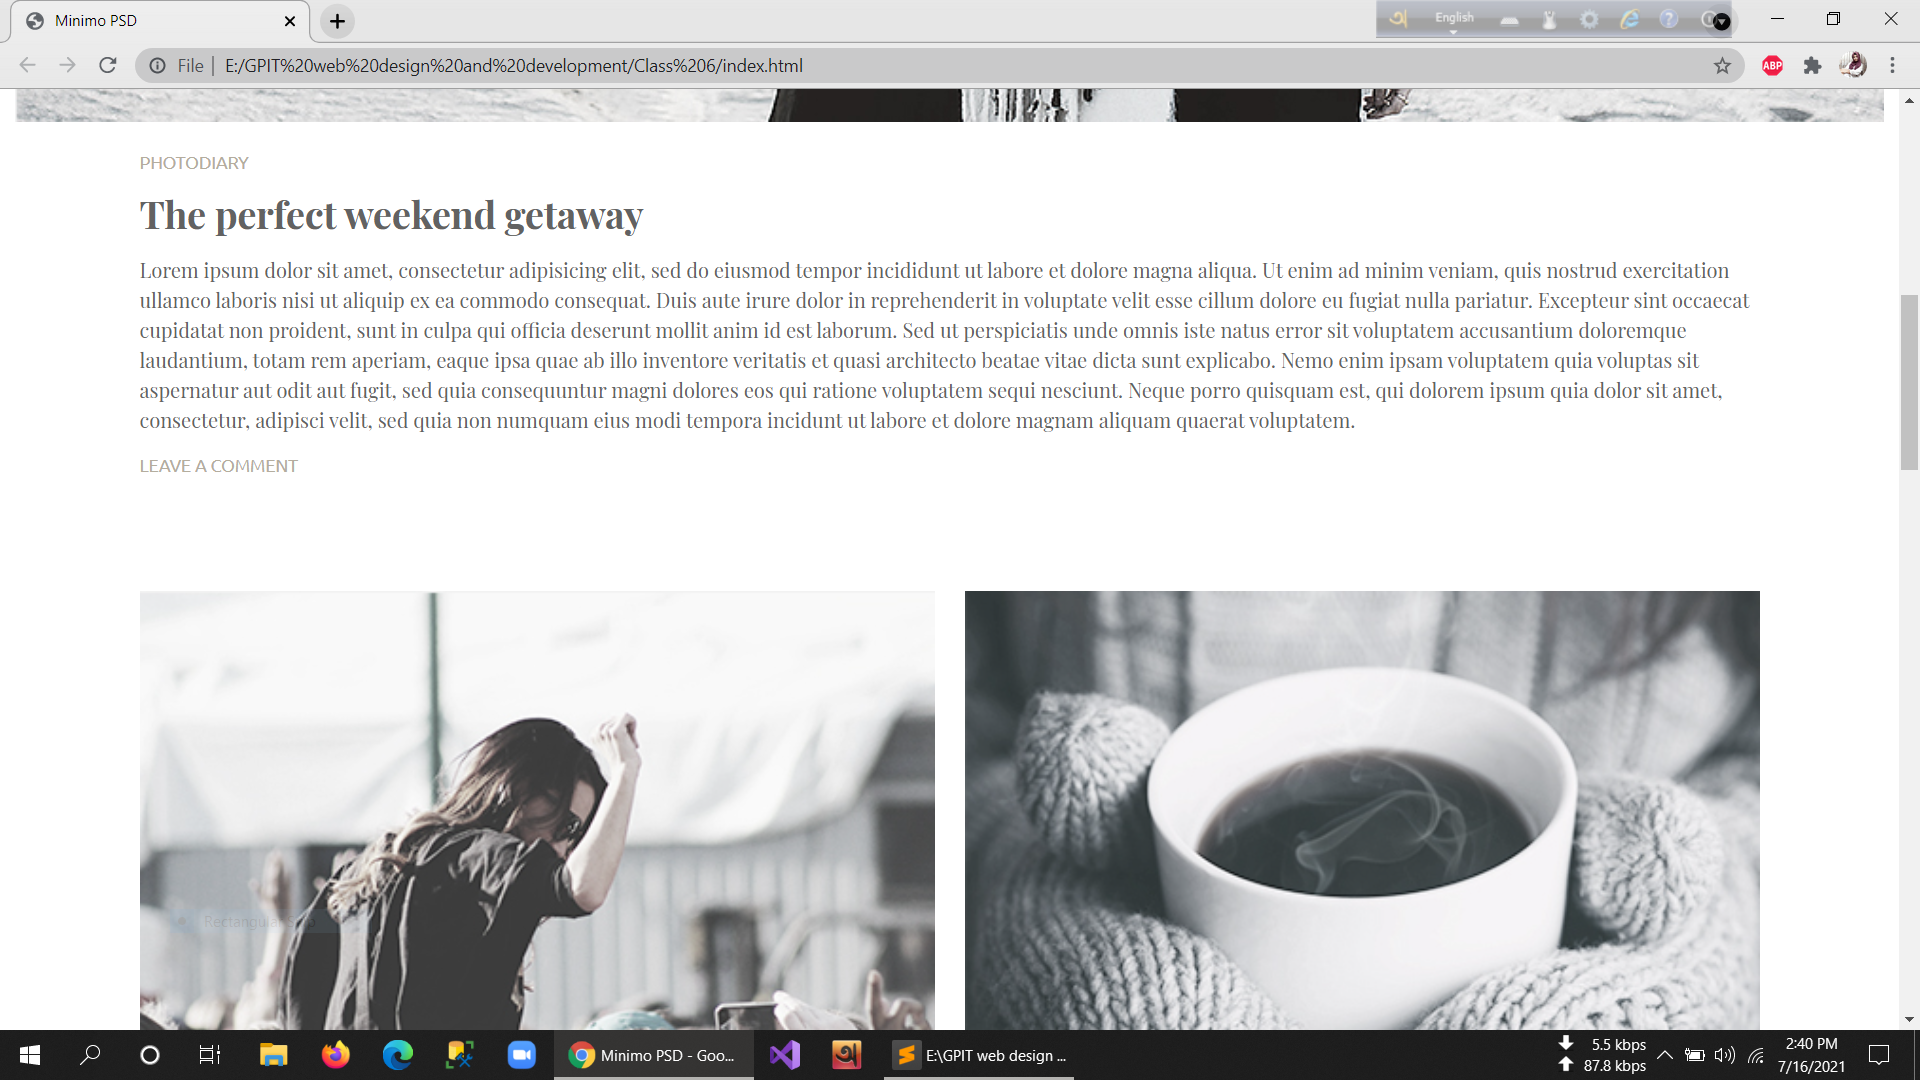 Minimo PSD
English
File
E:/GPIT%20web%20design%20and%20development/Class%206/index.html
ABP
PHOTODIARY
The perfect weekend getaway
Lorem ipsum dolor sit amet, consectetur adipisicing elit, sed do eiusmod tempor incididunt ut labore et dolore magna aliqua. Ut enim ad minim veniam, quis nostrud exercitation
ullamco laboris nisi ut aliquip ex ea commodo consequat. Duis aute irure dolor in reprehenderit in voluptate velit esse cillum dolore eu fugiat nulla pariatur. Excepteur sint occaecat
cupidatat non proident, sunt in culpa qui officia deserunt mollit anim id est laborum. Sed ut perspiciatis unde omnis iste natus error sit voluptatem accusantium doloremque
laudantium, totam rem aperiam, eaque ipsa quae ab illo inventore veritatis et quasi architecto beatae vitae dicta sunt explicabo. Nemo enim ipsam voluptatem quia voluptas sit
aspernatur aut odit aut fugit, sed quia consequuntur magni dolores eos qui ratione voluptatem sequi nesciunt. Neque porro quisquam est, qui dolorem ipsum quia dolor sit amet,
consectetur, adipisci velit, sed quia non numquam eius modi tempora incidunt ut labore et dolore magnam aliquam quaerat voluptatem.
LEAVE A COMMENT
Rectangular
Minimo PSD - Goo...
E:\GPIT web design ...
5.5 kbps
87.8 kbps
2:40 PM
7/16/2021